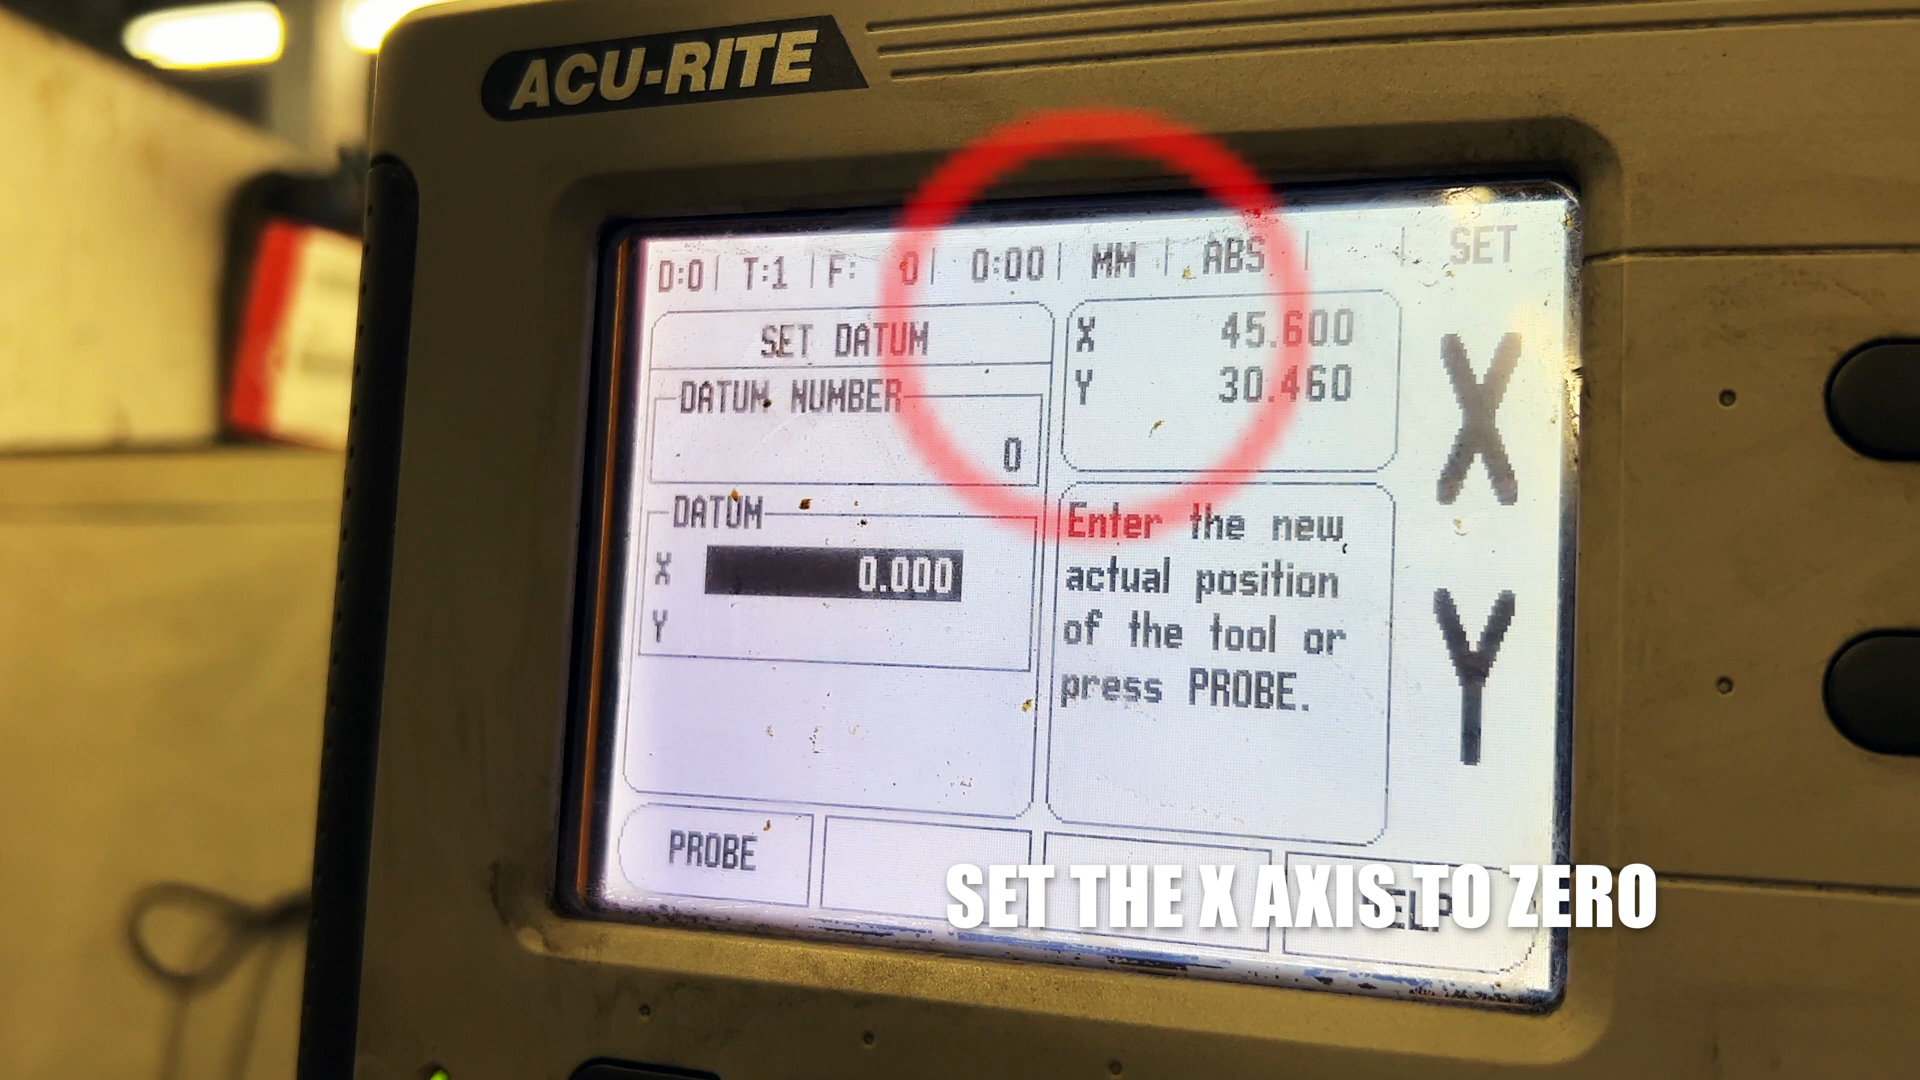 ACU-RITE
D:0 | T:1 | F: 0 | 0:00 | MM | ABS | | SET
SET DATUM
DATUM NUMBER
0
DATUM
X 0.000
Y
X 45.600
Y 30.460
Enter the new
actual position
of the tool or
press PROBE.
X
Y
PROBE
SET THE X AXIS TO ZERO